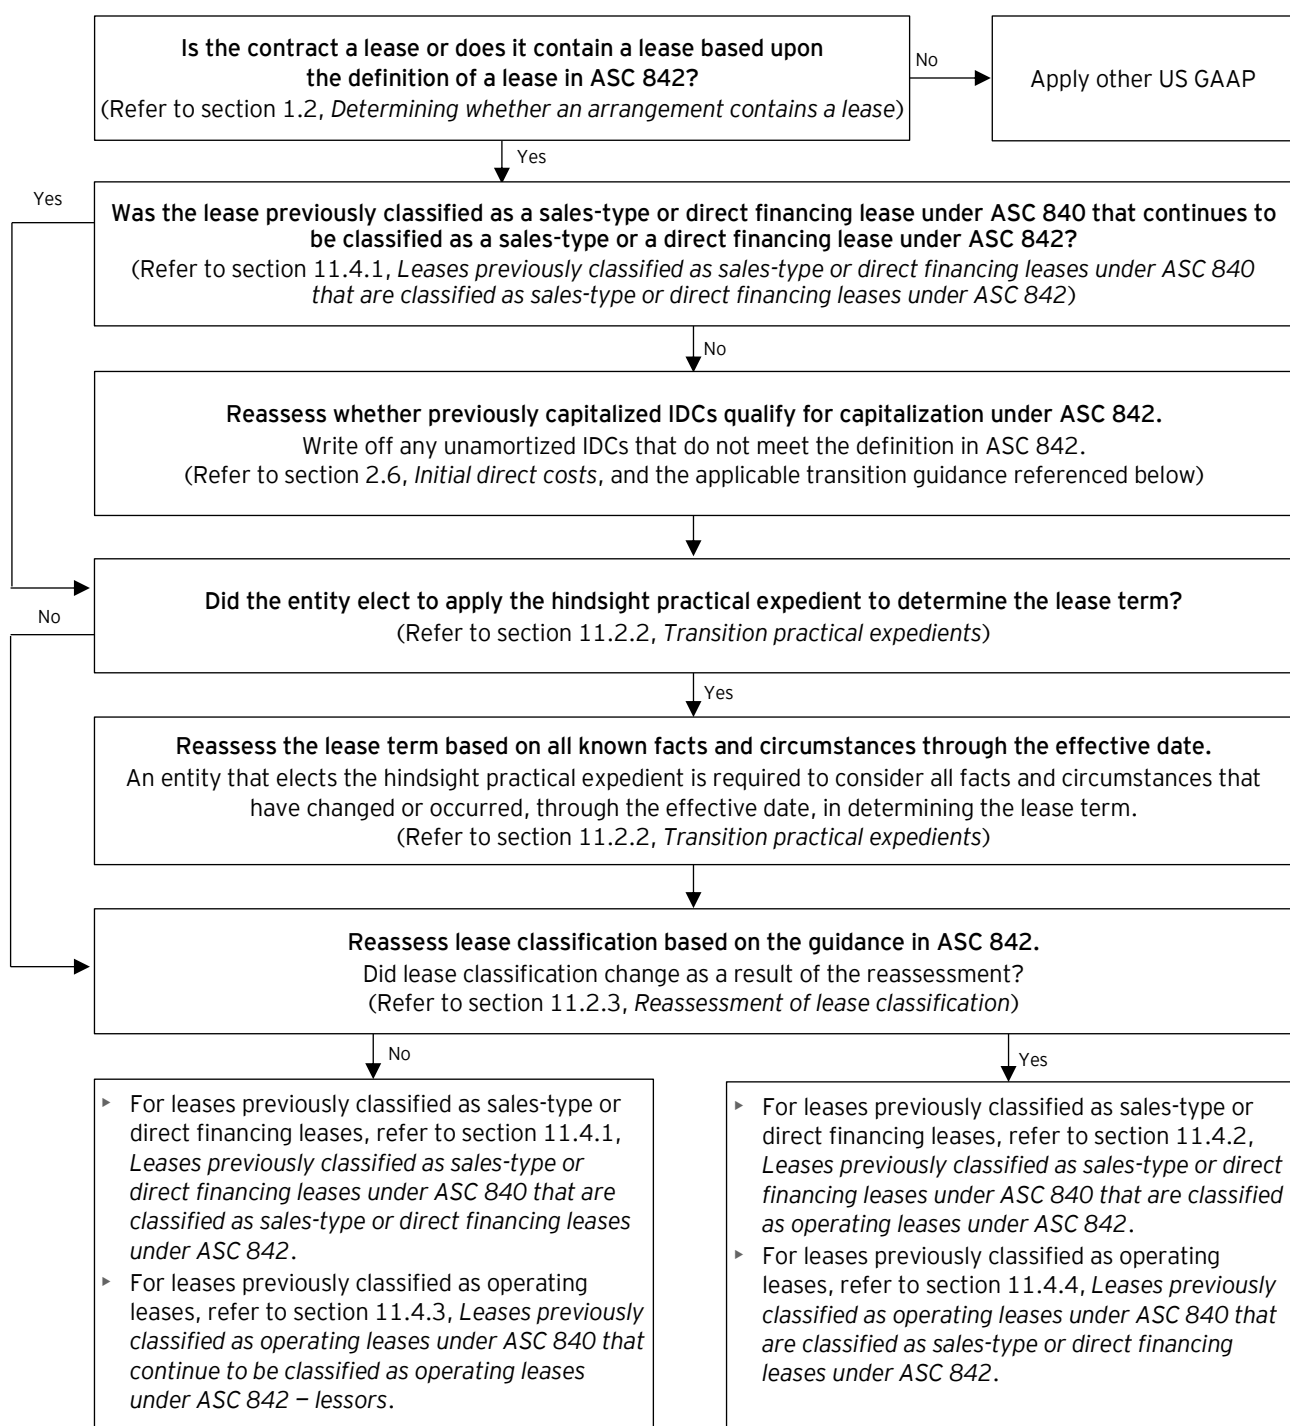 Is the contract a lease or does it contain a lease based upon
the definition of a lease in ASC 842?
(Refer to section 1.2, Determining whether an arrangement contains a lease)
No
Apply other US GAAP
Yes
Yes
Was the lease previously classified as a sales-type or direct financing lease under ASC 840 that continues to
be classified as a sales-type or a direct financing lease under ASC 842?
(Refer to section 11.4.1, Leases previously classified as sales-type or direct financing leases under ASC 840
that are classified as sales-type or direct financing leases under ASC 842)
No
Reassess whether previously capitalized IDCs qualify for capitalization under ASC 842.
Write off any unamortized IDCs that do not meet the definition in ASC 842.
(Refer to section 2.6, Initial direct costs, and the applicable transition guidance referenced below)
Did the entity elect to apply the hindsight practical expedient to determine the lease term?
(Refer to section 11.2.2, Transition practical expedients)
No
Yes
Reassess the lease term based on all known facts and circumstances through the effective date.
An entity that elects the hindsight practical expedient is required to consider all facts and circumstances that
have changed or occurred, through the effective date, in determining the lease term.
(Refer to section 11.2.2, Transition practical expedients)
Reassess lease classification based on the guidance in ASC 842.
Did lease classification change as a result of the reassessment?
(Refer to section 11.2.3, Reassessment of lease classification)
No
Yes
► For leases previously classified as sales-type or
direct financing leases, refer to section 11.4.1,
Leases previously classified as sales-type or
direct financing leases under ASC 840 that are
classified as sales-type or direct financing leases
under ASC 842.
► For leases previously classified as operating
leases, refer to section 11.4.3, Leases previously
classified as operating leases under ASC 840 that
continue to be classified as operating leases
under ASC 842 – lessors.
► For leases previously classified as sales-type or
direct financing leases, refer to section 11.4.2,
Leases previously classified as sales-type or direct
financing leases under ASC 840 that are classified
as operating leases under ASC 842.
► For leases previously classified as operating
leases, refer to section 11.4.4, Leases previously
classified as operating leases under ASC 840 that
are classified as sales-type or direct financing
leases under ASC 842.